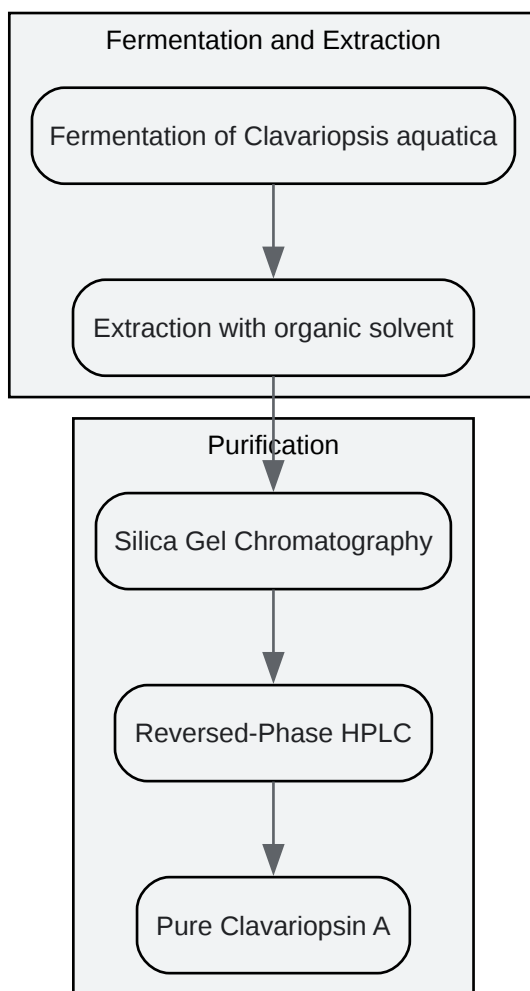 Fermentation and Extraction
Fermentation of Clavariopsis aquatica
Extraction with organic solvent
Purification
Silica Gel Chromatography
Reversed-Phase HPLC
Pure Clavariopsin A